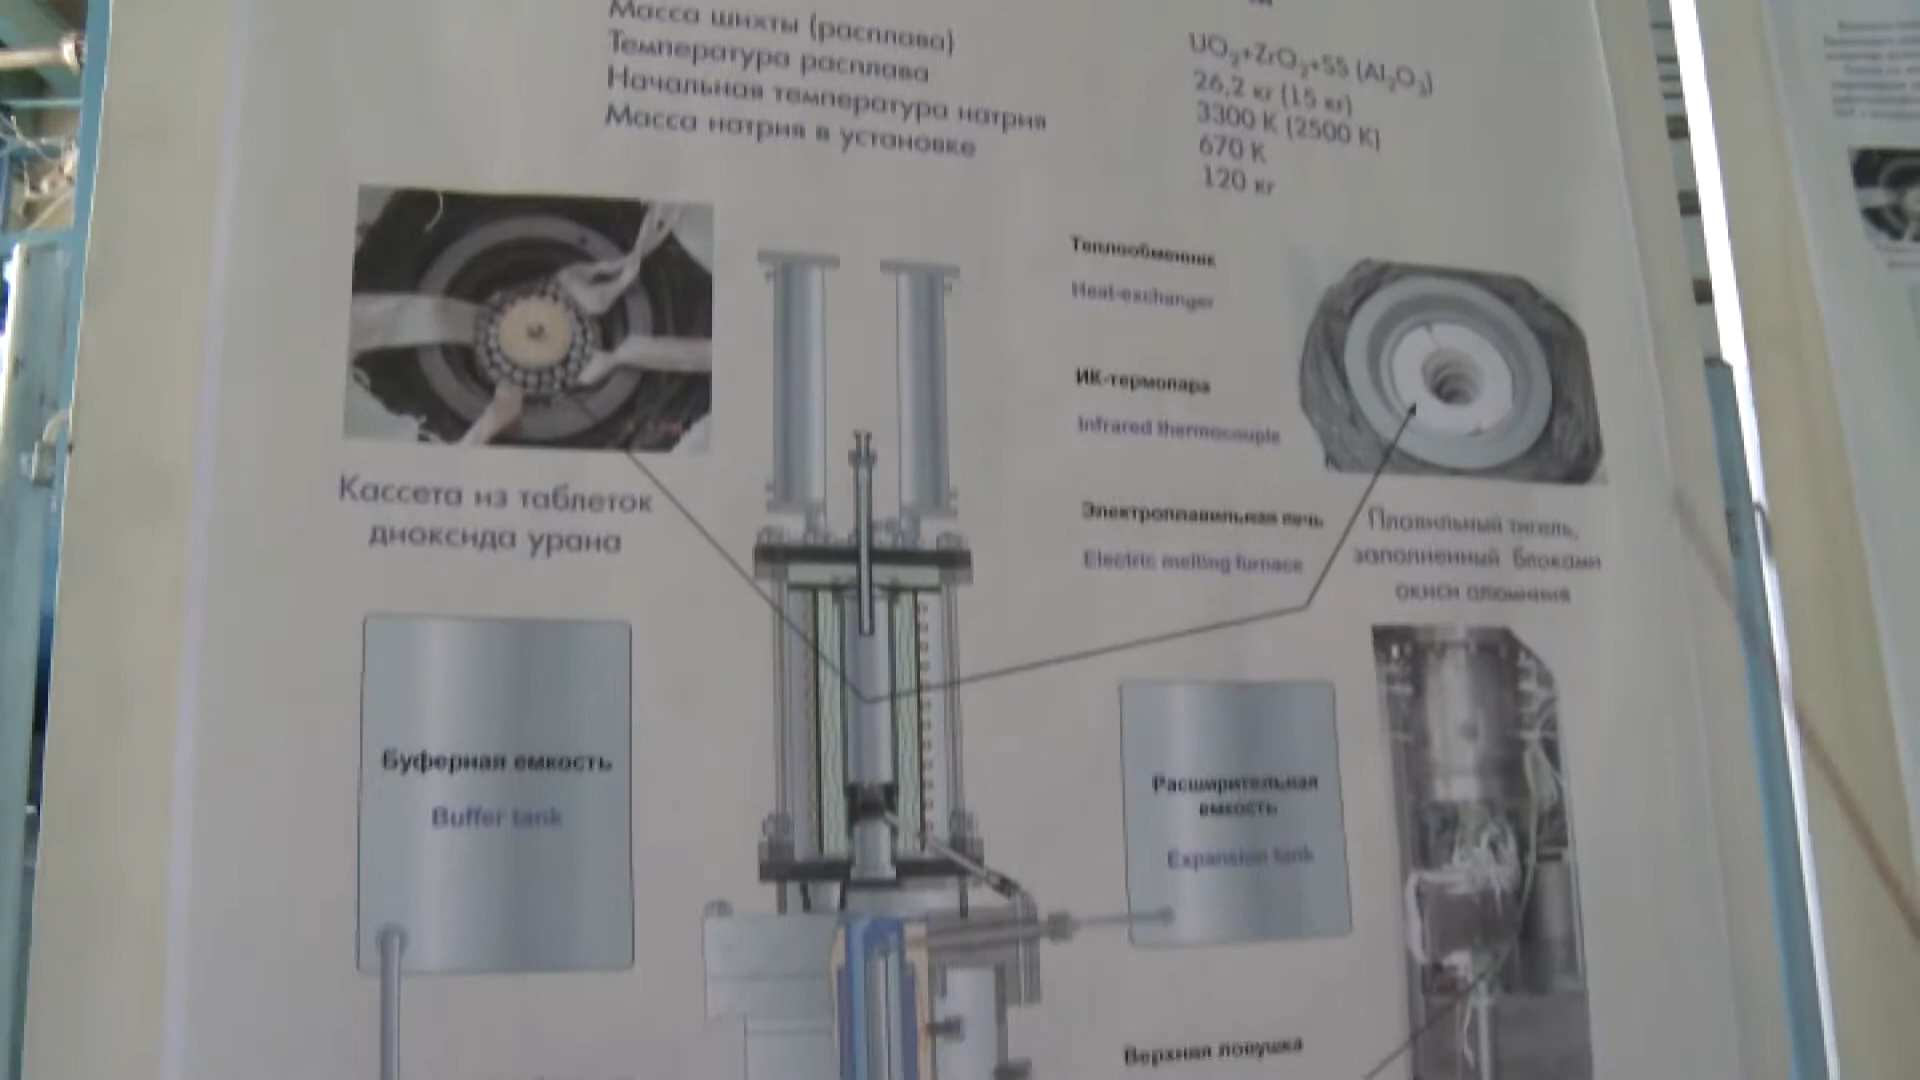 Масса шихты (расплава)
Температура расплава
Начальная температура натрия
Масса натрия в установке
UO₂+ZrO₂+SS (Al₂O₃)
26,2 кг (15 кг)
3300 К (2500 К)
670 К
120 кг
Теплообменник
Heat-exchanger
ИК-термопара
Infrared thermocouple
Электроплавильная печь
Electric melting furnace
Кассета из таблеток
диоксида урана
Плавильный тигель,
заполненный блоками
окиси алюминия
Буферная емкость
Buffer tank
Расширительная
емкость
Expansion tank
Верхняя ловушка